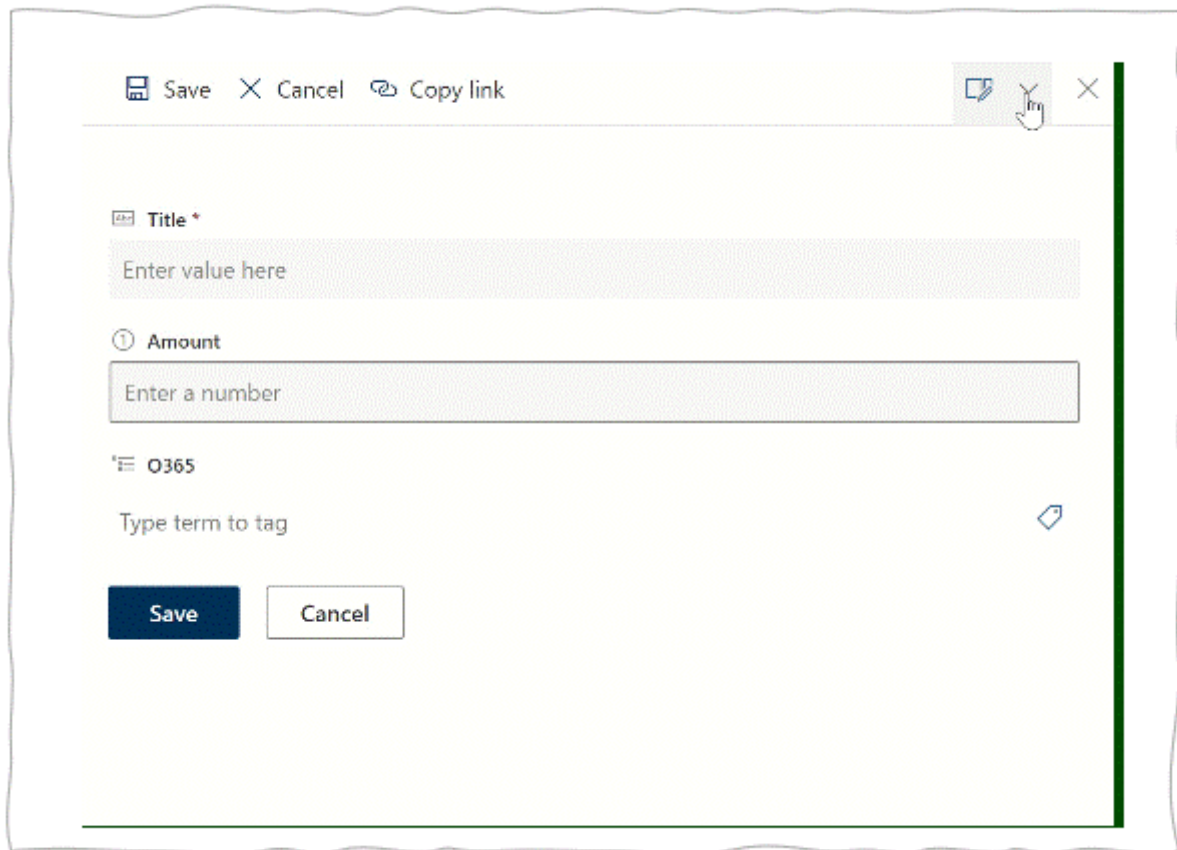 Save Cancel Copy link
Title *
Enter value here
Amount
Enter a number
O365
Type term to tag
Save Cancel